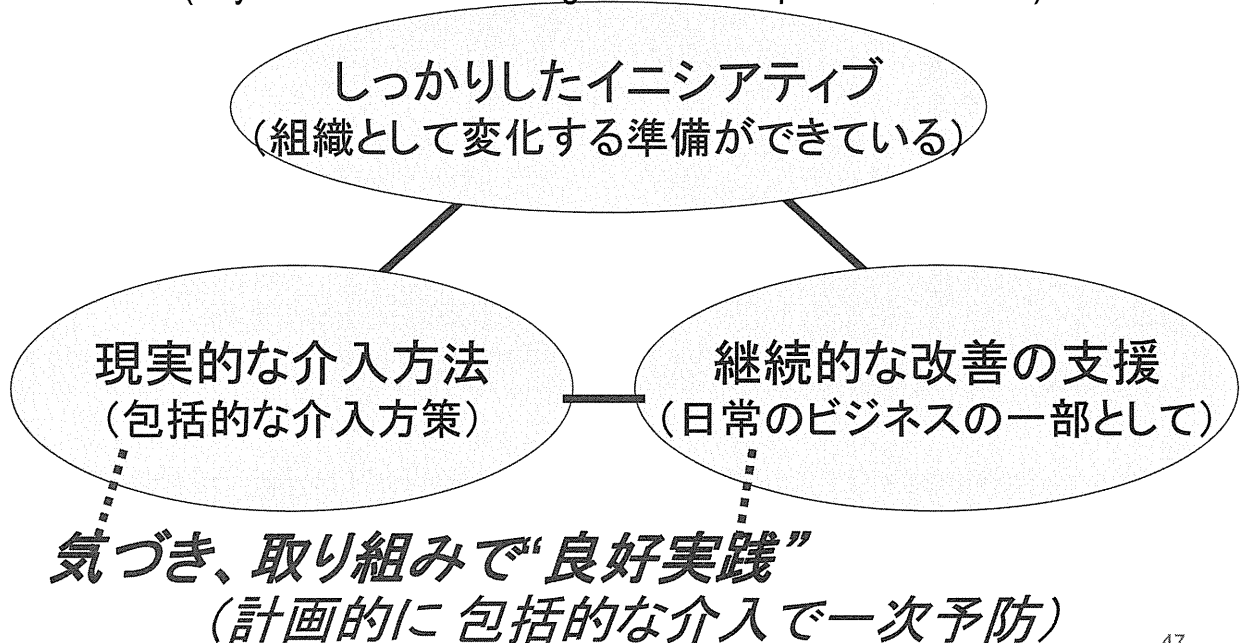 しっかりしたイニシアティブ
(組織として変化する準備ができている)
現実的な介入方法
(包括的な介入方策)
継続的な改善の支援
(日常のビジネスの一部として)
気づき、取り組みで“良好実践”
(計画的に 包括的な介入で一次予防)
47